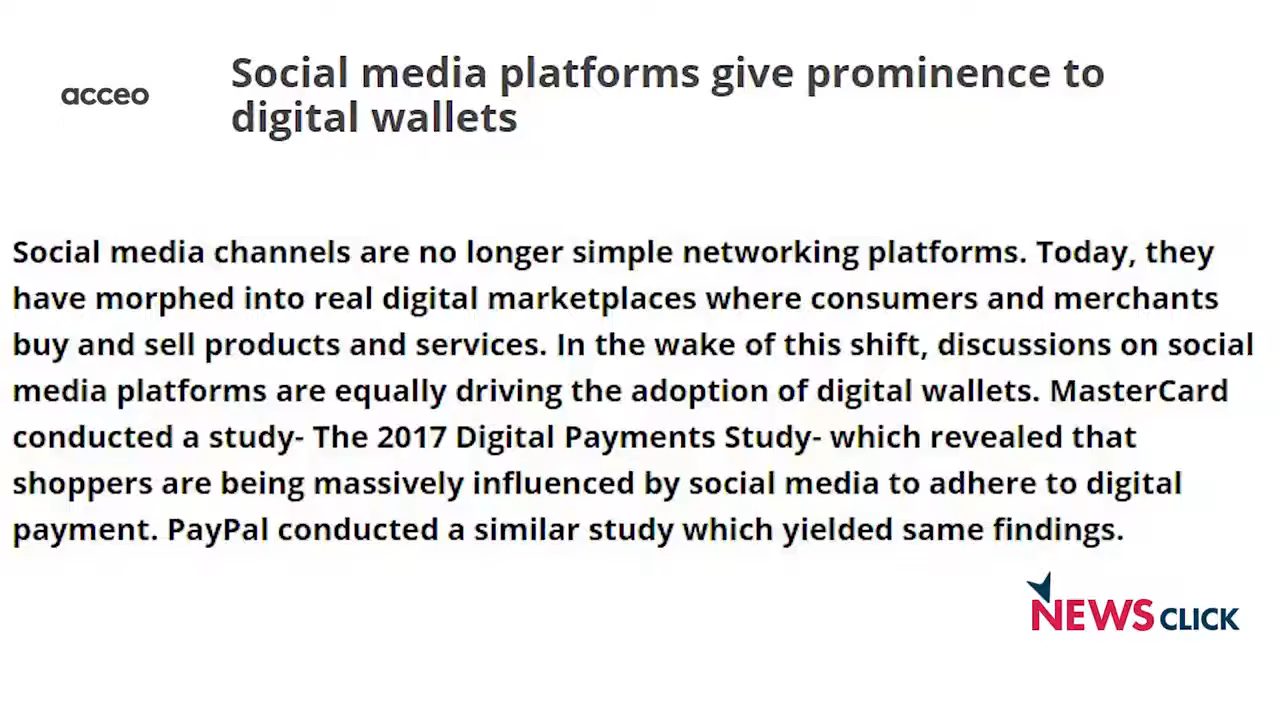 acceo
Social media platforms give prominence to
digital wallets
Social media channels are no longer simple networking platforms. Today, they
have morphed into real digital marketplaces where consumers and merchants
buy and sell products and services. In the wake of this shift, discussions on social
media platforms are equally driving the adoption of digital wallets. MasterCard
conducted a study- The 2017 Digital Payments Study- which revealed that
shoppers are being massively influenced by social media to adhere to digital
payment. PayPal conducted a similar study which yielded same findings.
NEWS CLICK